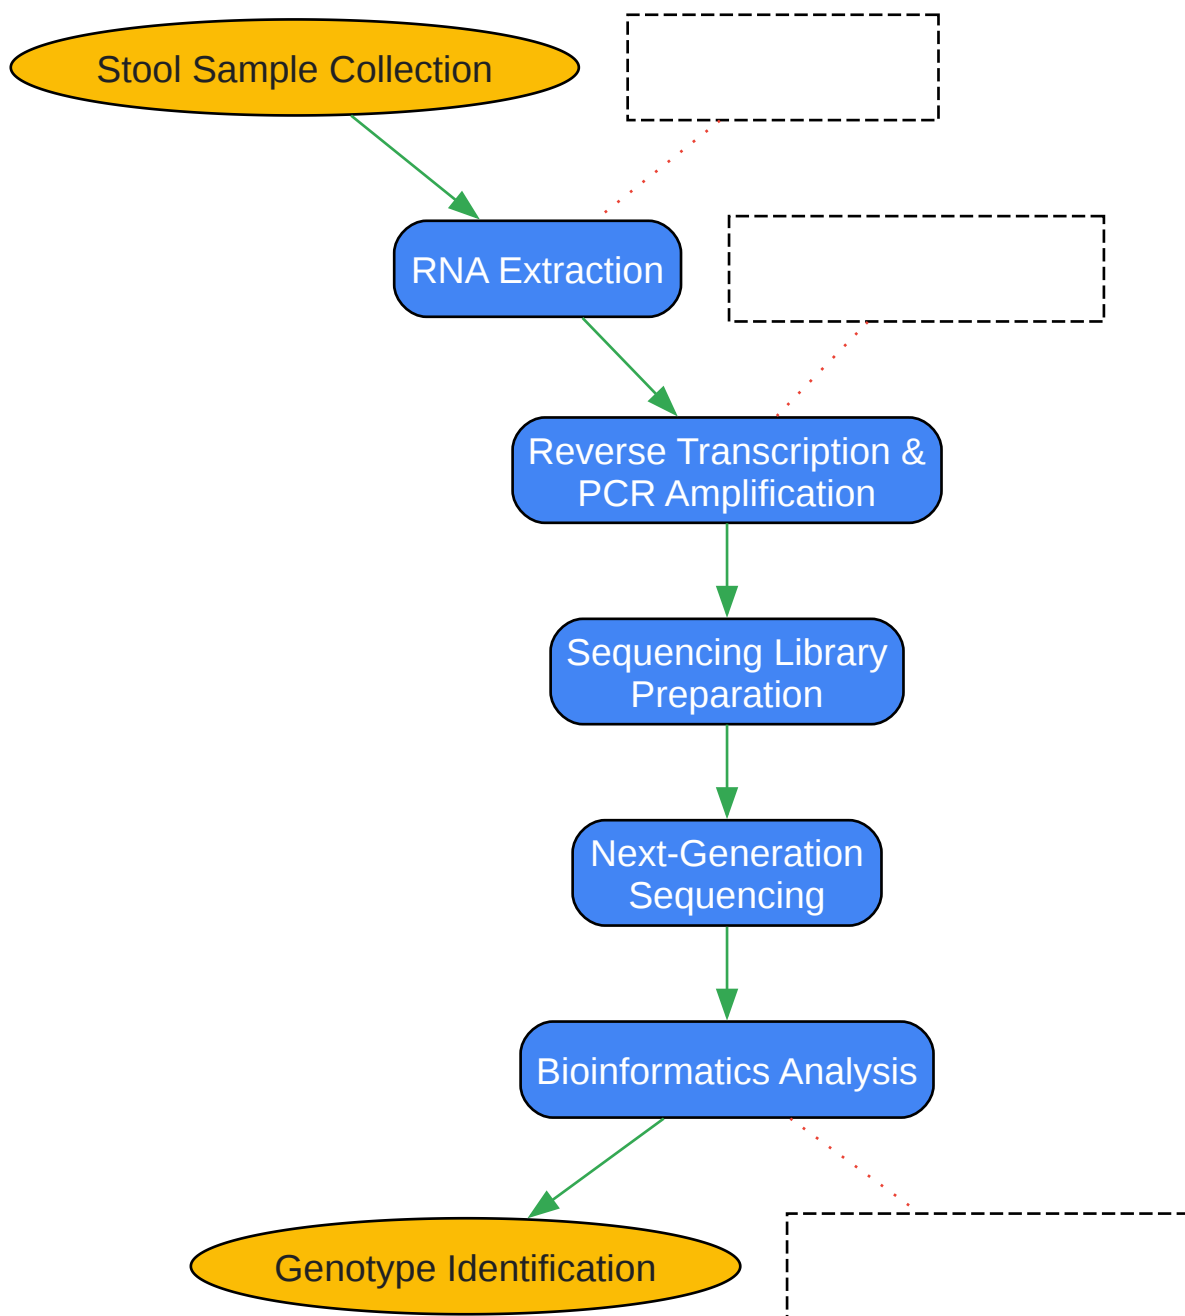 Stool Sample Collection
RNA Extraction
Reverse Transcription &
PCR Amplification
Sequencing Library
Preparation
Next-Generation
Sequencing
Bioinformatics Analysis
Genotype Identification